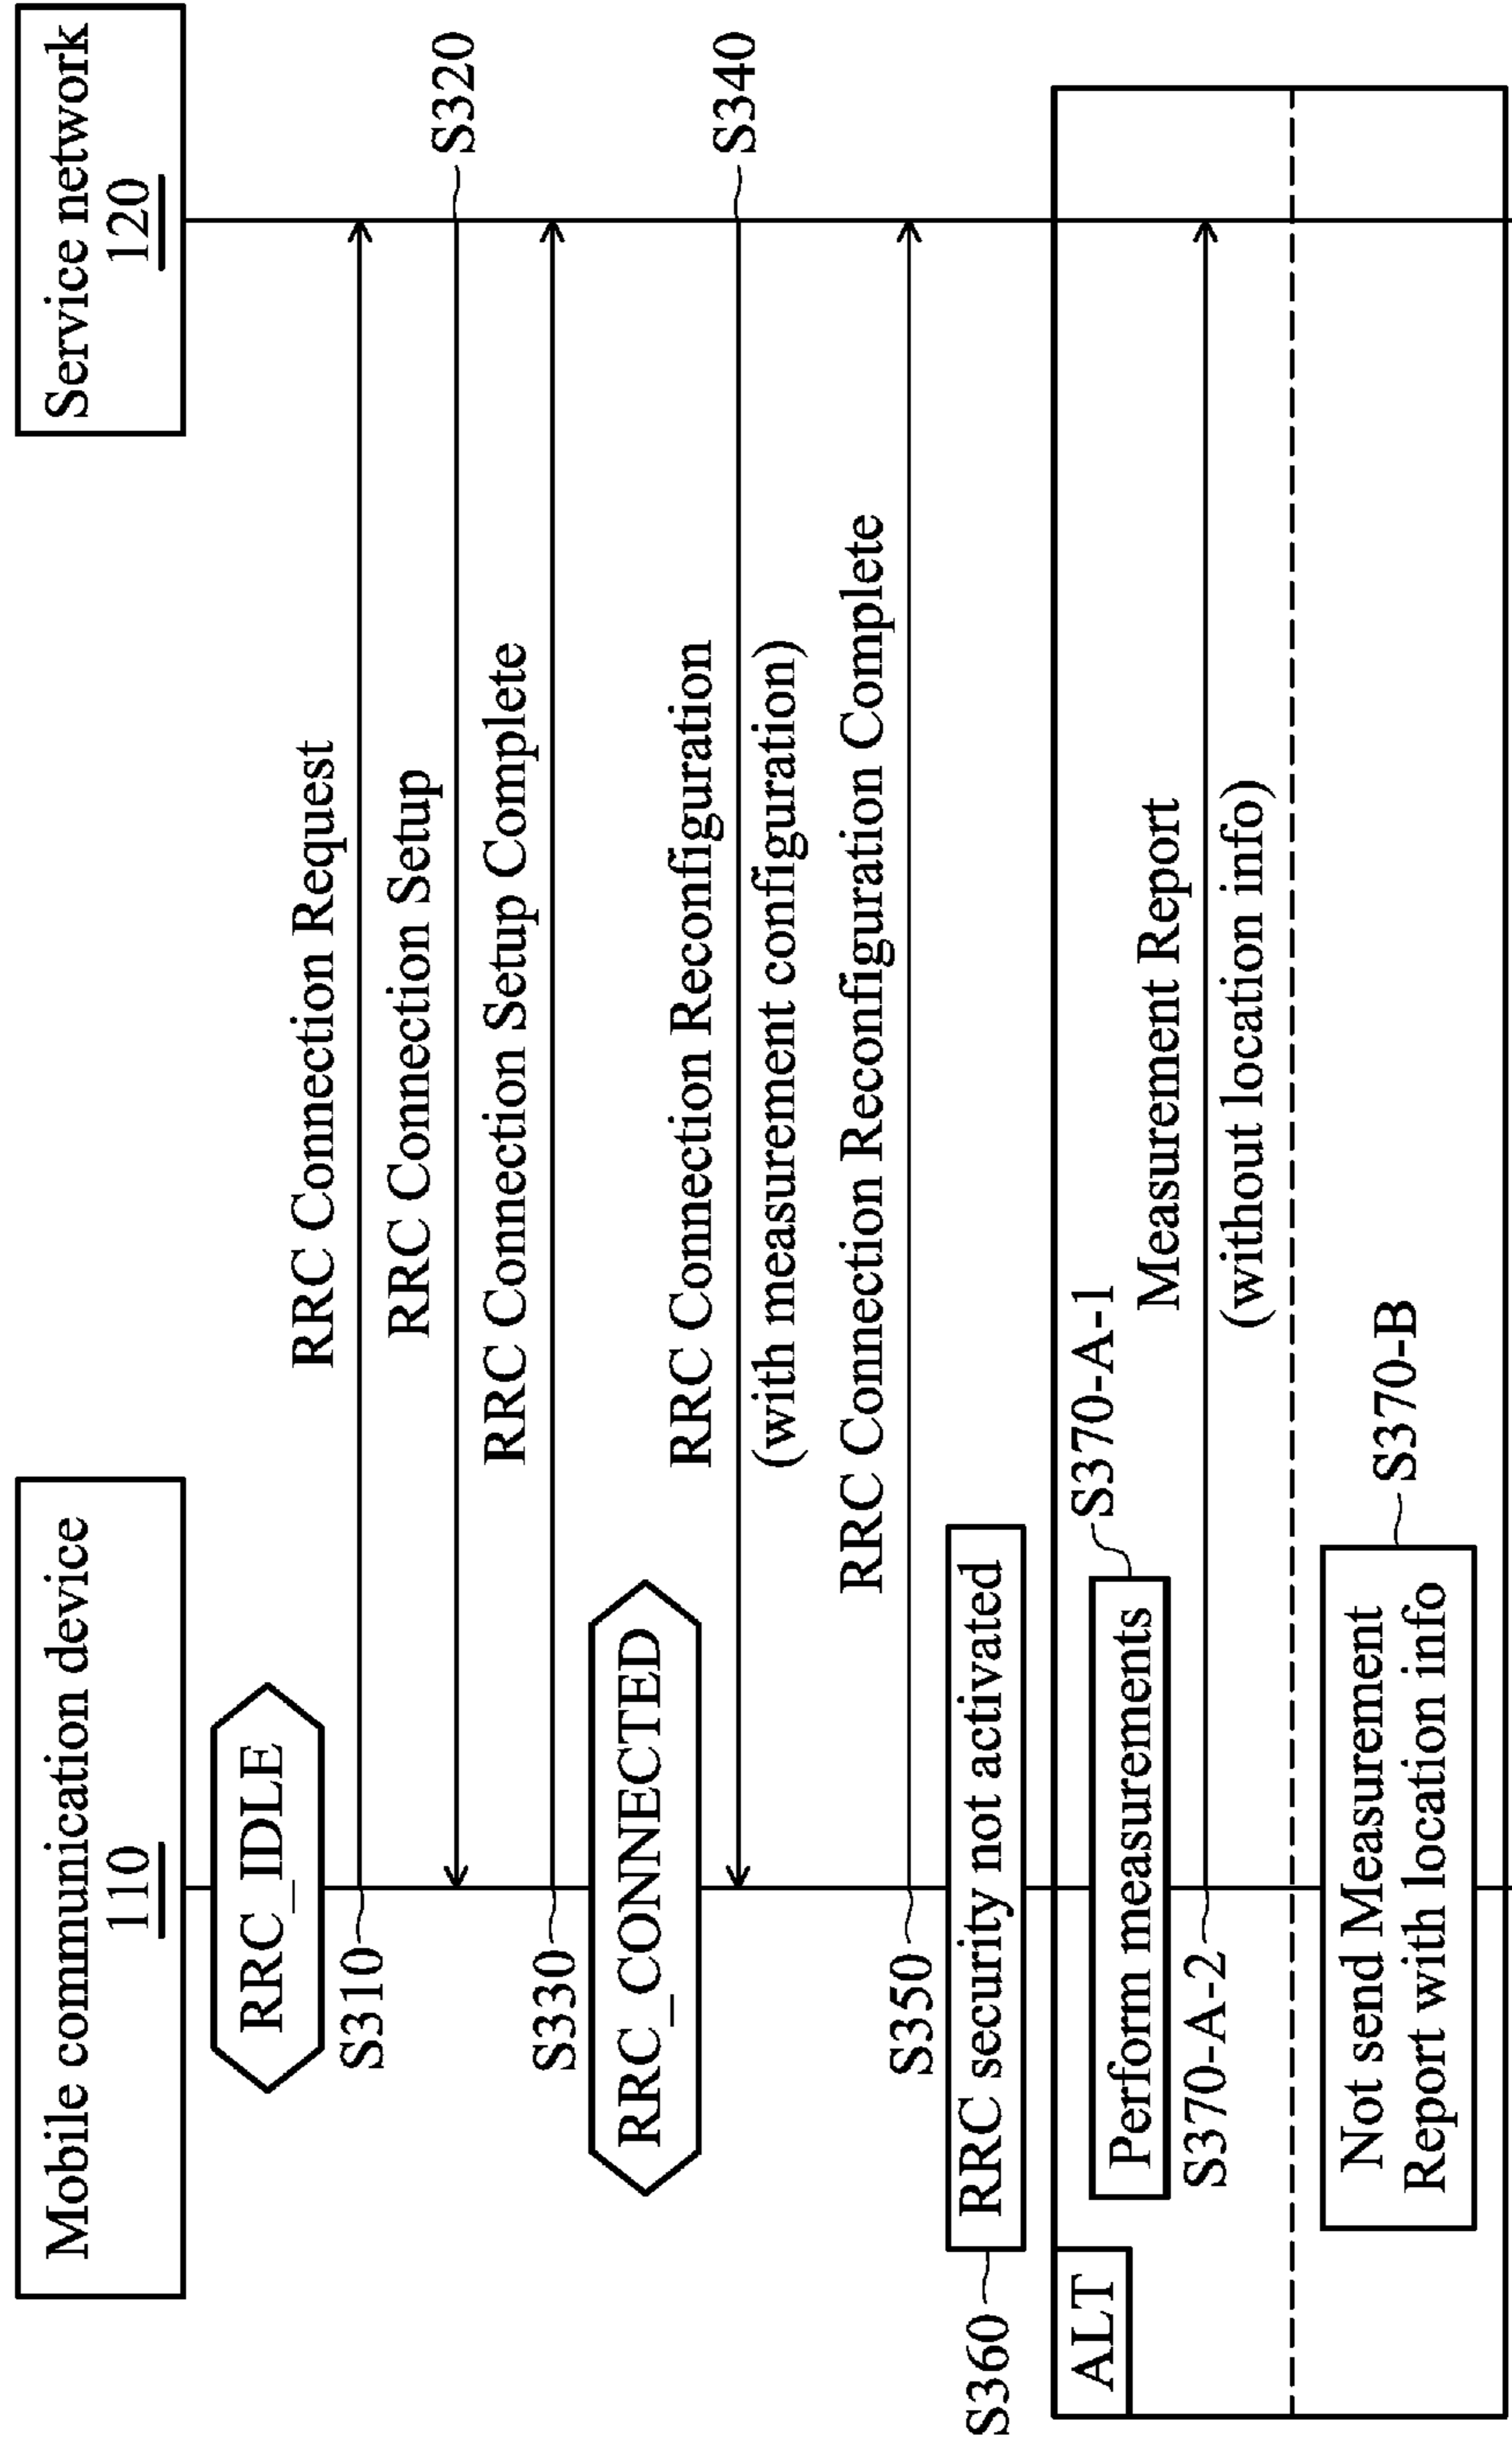 Mobile communication device
110
Service network
120
RRC_IDLE
RRC Connection Request
S310
RRC Connection Setup
S320
RRC Connection Setup Complete
S330
RRC_CONNECTED
RRC Connection Reconfiguration
(with measurement configuration)
S340
RRC Connection Reconfiguration Complete
S350
RRC security not activated
S360
ALT
Perform measurements
S370-A-1
Measurement Report
(without location info)
S370-A-2
Not send Measurement
Report with location info
S370-B